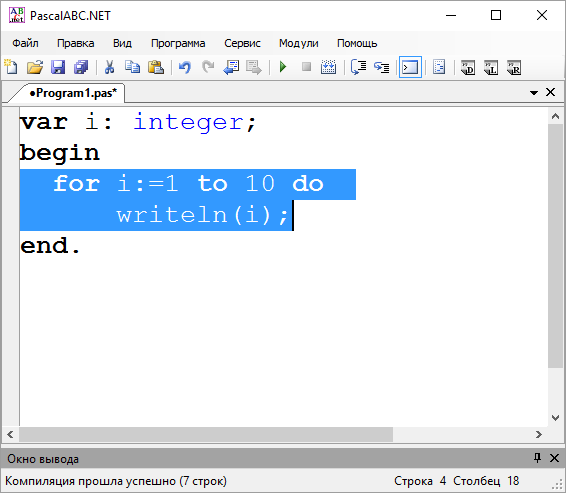 PascalABC.NET
Файл Правка Вид Программа Сервис Модули Помощь
•Program1.pas*
var i: integer;
begin
for i:=1 to 10 do
writeln(i);
end.
Окно вывода
Компиляция прошла успешно (7 строк) Строка 4 Столбец 18